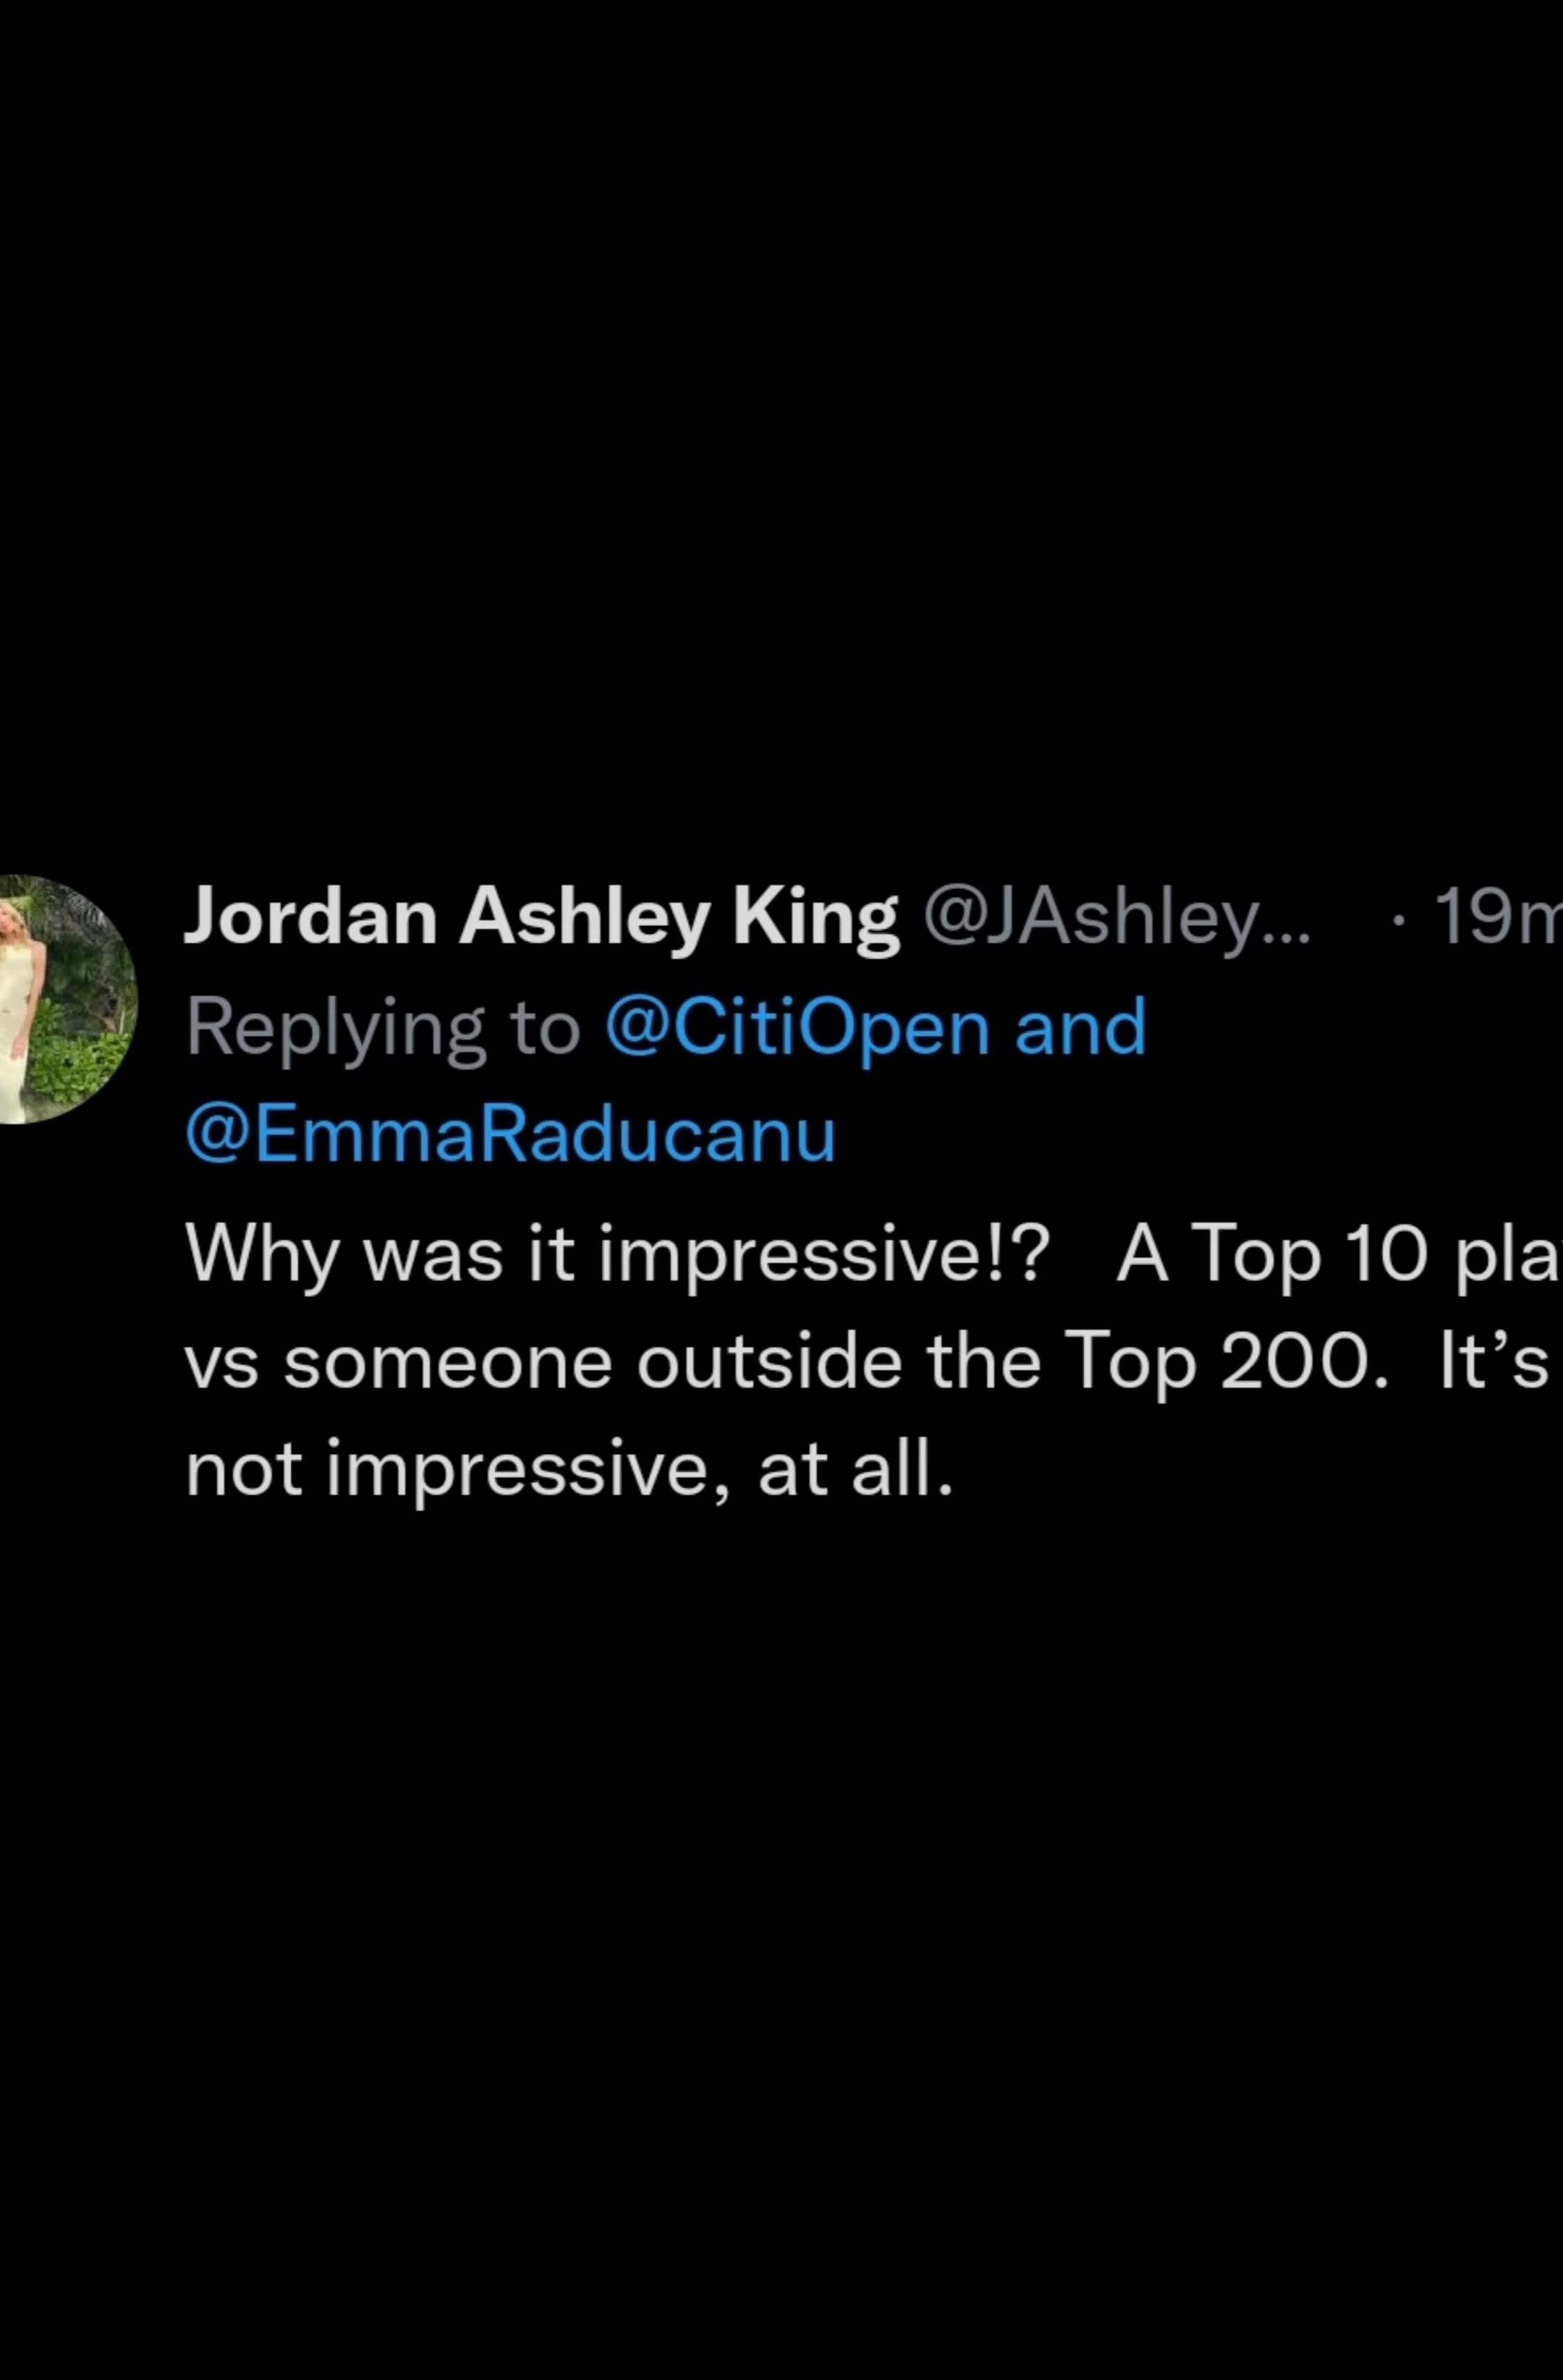 Jordan Ashley King @JAshley... · 19m
Replying to @CitiOpen and
@EmmaRaducanu
Why was it impressive!? A Top 10
vs someone outside the Top 200. It’s
not impressive, at all.